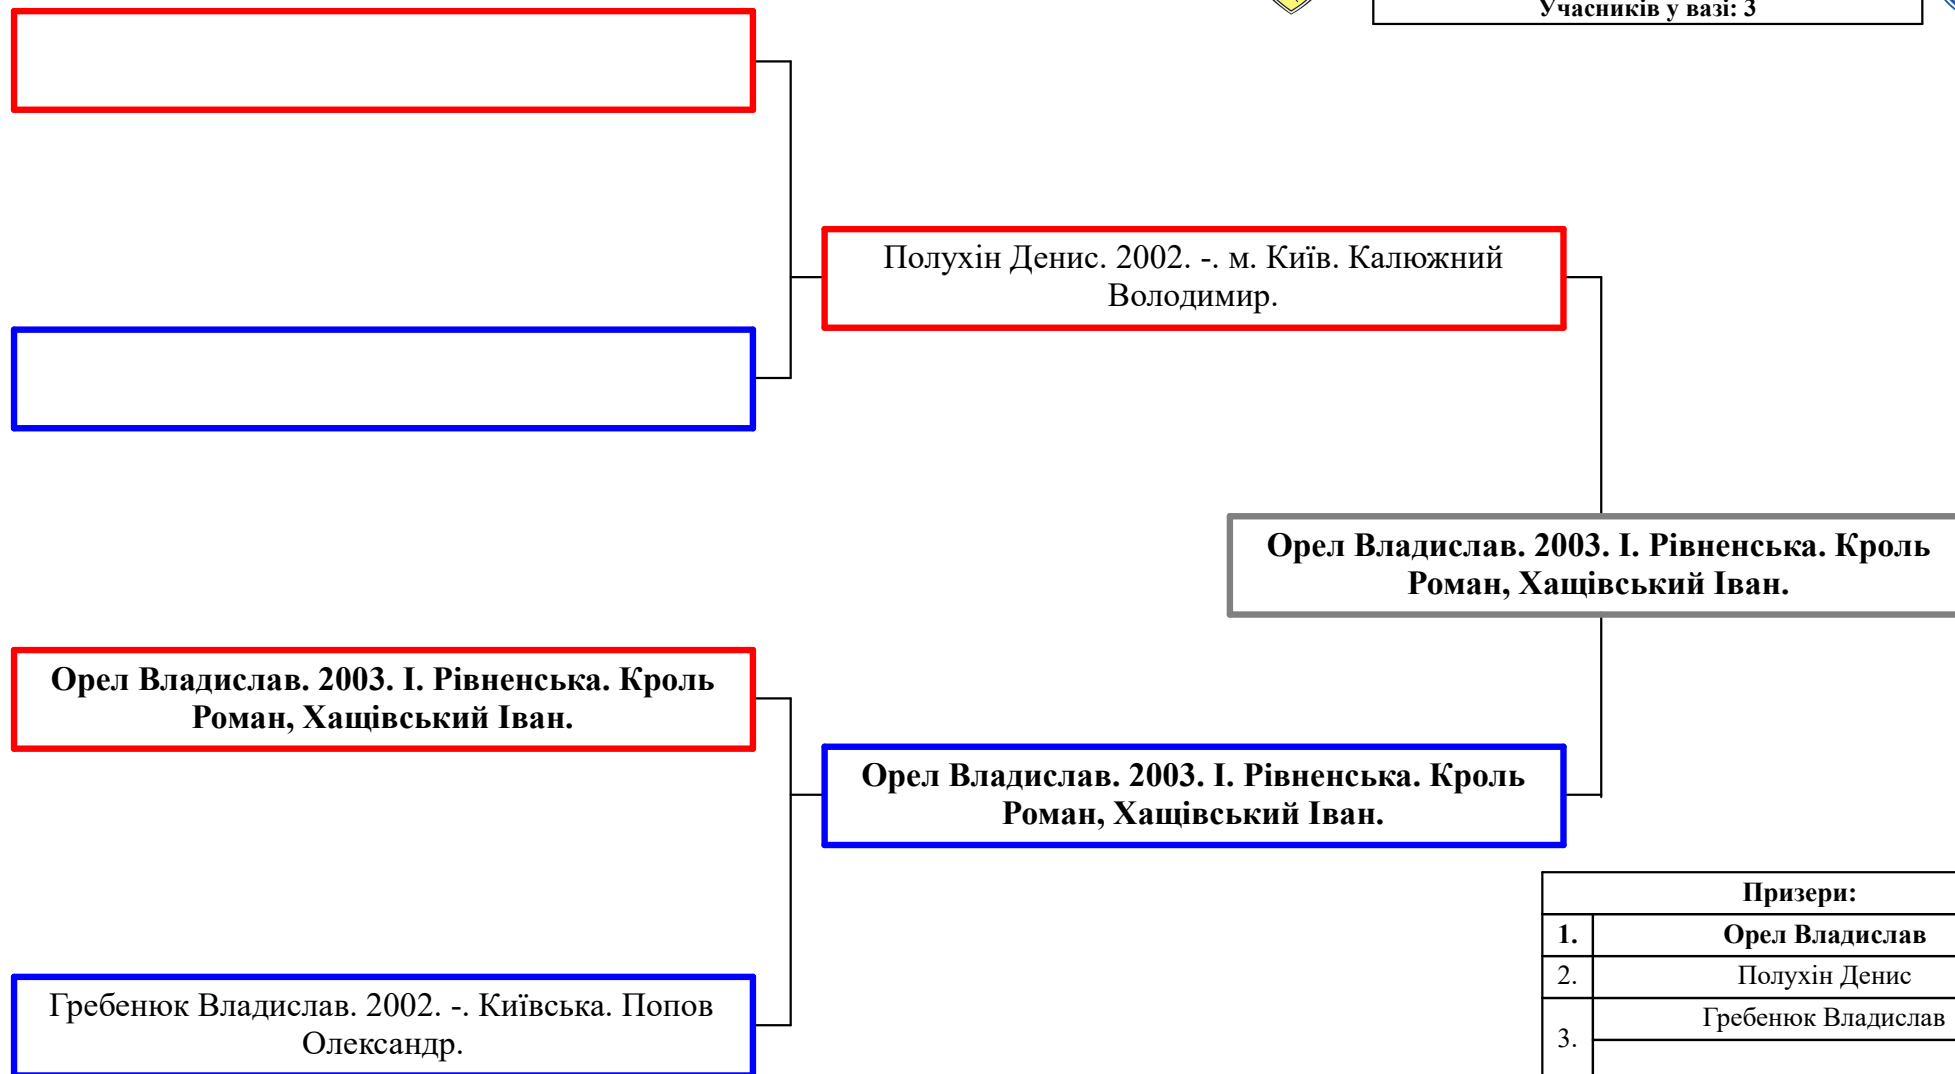 Учасників у вазі: 3
Полухін Денис. 2002. -. м. Київ. Калюжний
Володимир.
Орел Владислав. 2003. І. Рівненська. Кроль
Роман, Хащівський Іван.
Орел Владислав. 2003. І. Рівненська. Кроль
Роман, Хащівський Іван.
Орел Владислав. 2003. І. Рівненська. Кроль
Роман, Хащівський Іван.
Гребенюк Владислав. 2002. -. Київська. Попов
Олександр.
Призери:
1. Орел Владислав
2. Полухін Денис
3. Гребенюк Владислав